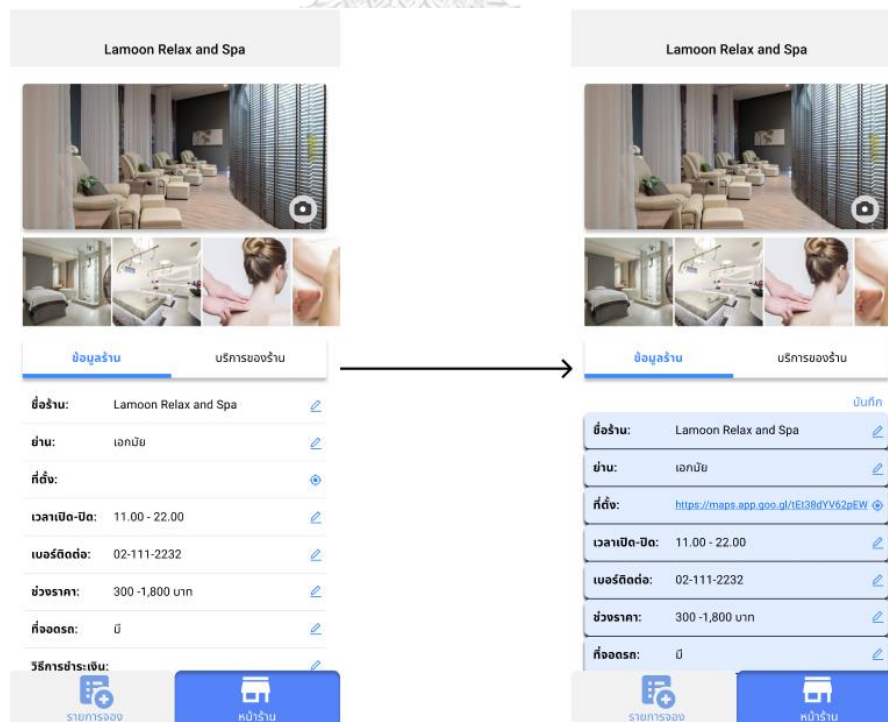 Lamoon Relax and Spa
ข้อมูลร้าน บริการของร้าน
ชื่อร้าน: Lamoon Relax and Spa
ย่าน: เอกมัย
ที่ตั้ง:
เวลาเปิด-ปิด: 11.00 - 22.00
เบอร์ติดต่อ: 02-111-2232
ช่วงราคา: 300 -1,800 บาท
ที่จอดรถ: มี
วิธีการชำระเงิน:
รายการจอง หน้าร้าน
Lamoon Relax and Spa
ข้อมูลร้าน บริการของร้าน
บันทึก
ชื่อร้าน: Lamoon Relax and Spa
ย่าน: เอกมัย
ที่ตั้ง: https://maps.app.goo.gl/tEt38dYV62pEW
เวลาเปิด-ปิด: 11.00 - 22.00
เบอร์ติดต่อ: 02-111-2232
ช่วงราคา: 300 -1,800 บาท
ที่จอดรถ: มี
รายการจอง หน้าร้าน